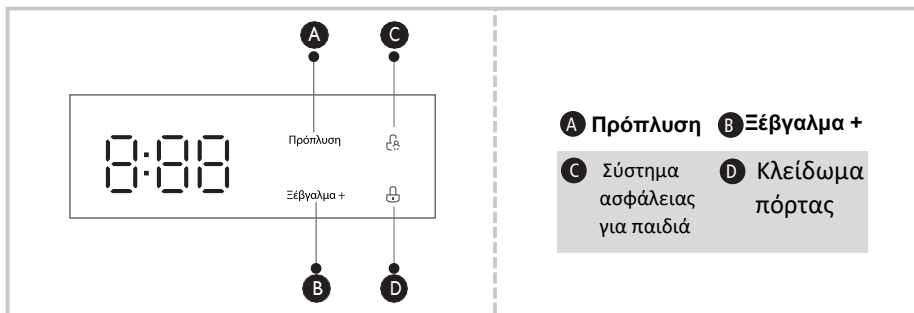 A C
8:88
Πρόπλυση
Ξέβγαλμα +
B D
A Πρόπλυση B Ξέβγαλμα +
C Σύστημα ασφάλειας για παιδιά
D Κλείδωμα πόρτας